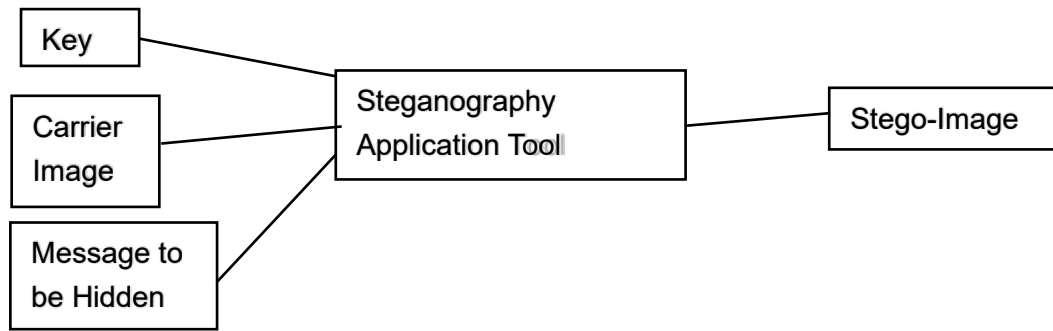 Key
Carrier
Image
Message to
be Hidden
Steganography
Application Tool
Stego-Image